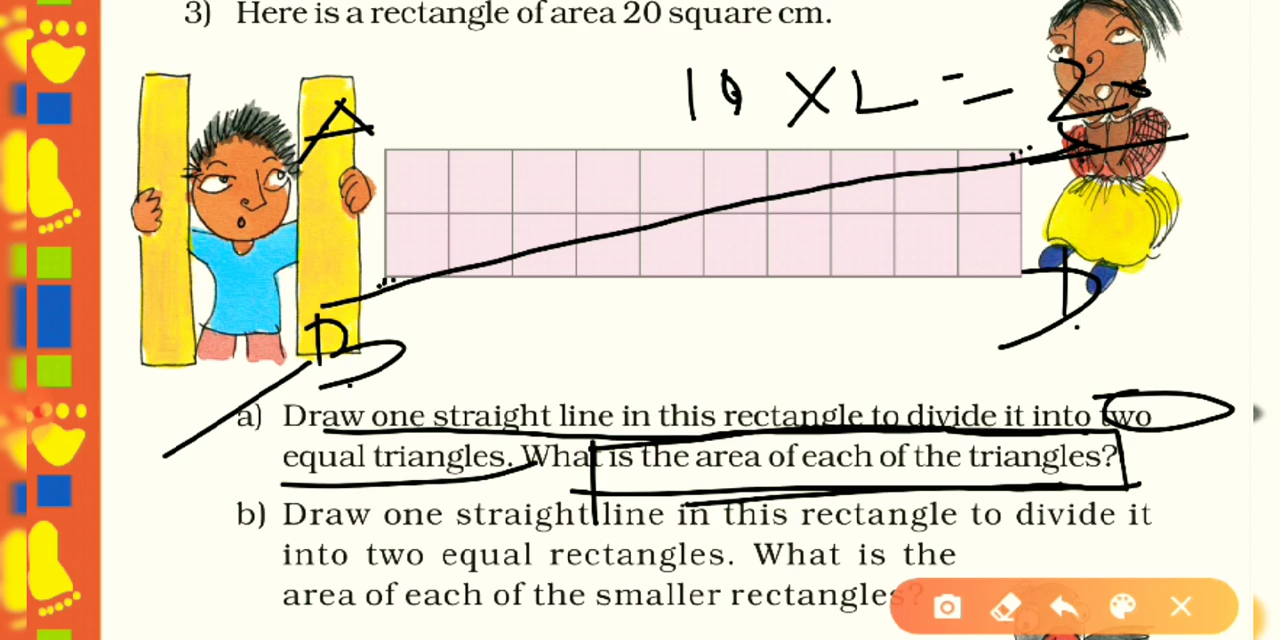 3) Here is a rectangle of area 20 square cm.
A
D
a) Draw one straight line in this rectangle to divide it into two
equal triangles. What is the area of each of the triangles?
b) Draw one straight line in this rectangle to divide it
into two equal rectangles. What is the
area of each of the smaller rectangles?